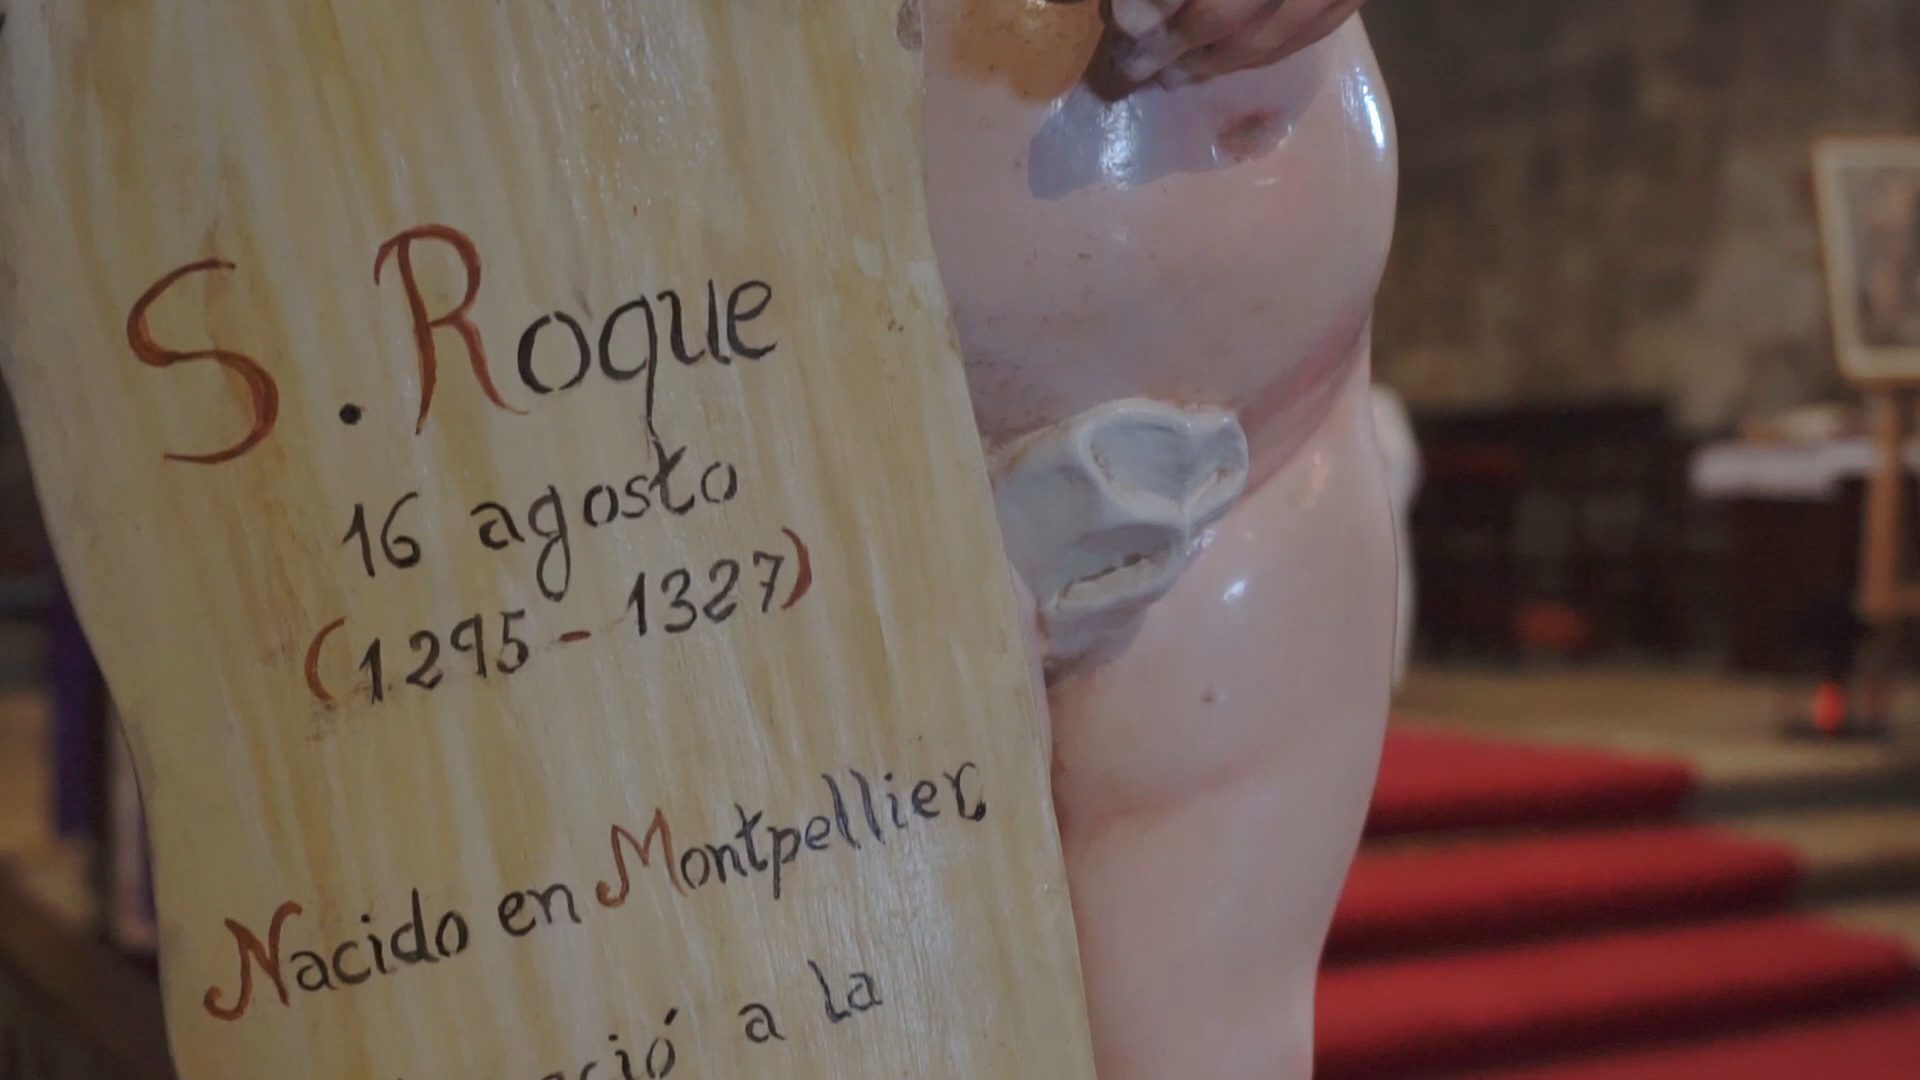 S. Roque
16 agosto
(1295 - 1327)
Nacido en Montpellier
a la